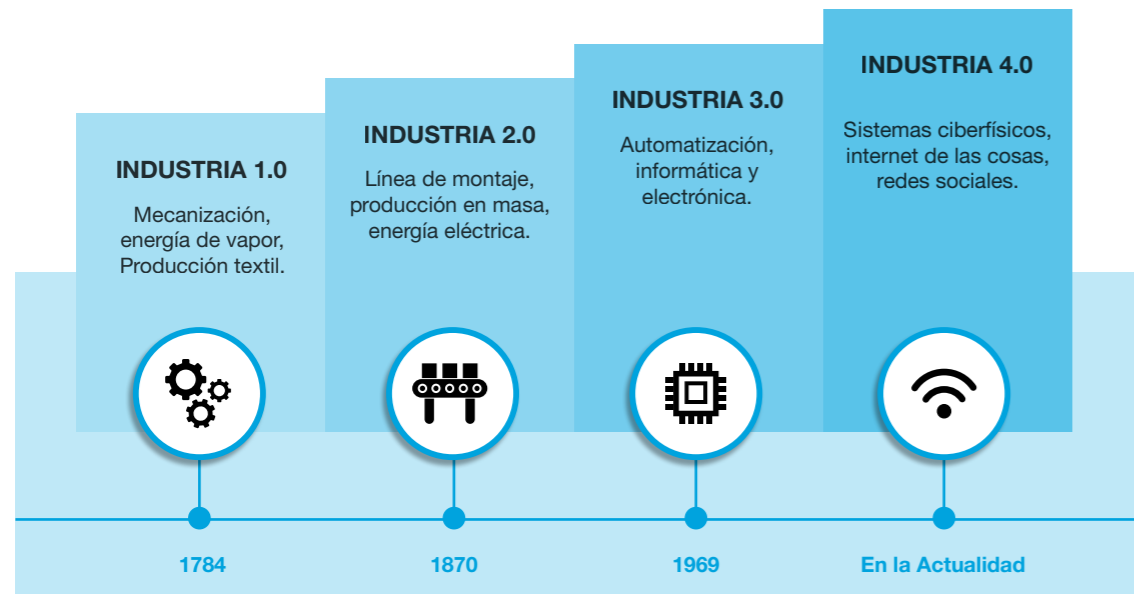 INDUSTRIA 1.0
Mecanización,
energía de vapor,
Producción textil.
INDUSTRIA 2.0
Línea de montaje,
producción en masa,
energía eléctrica.
INDUSTRIA 3.0
Automatización,
informática y
electrónica.
INDUSTRIA 4.0
Sistemas ciberfísicos,
internet de las cosas,
redes sociales.
1784
1870
1969
En la Actualidad